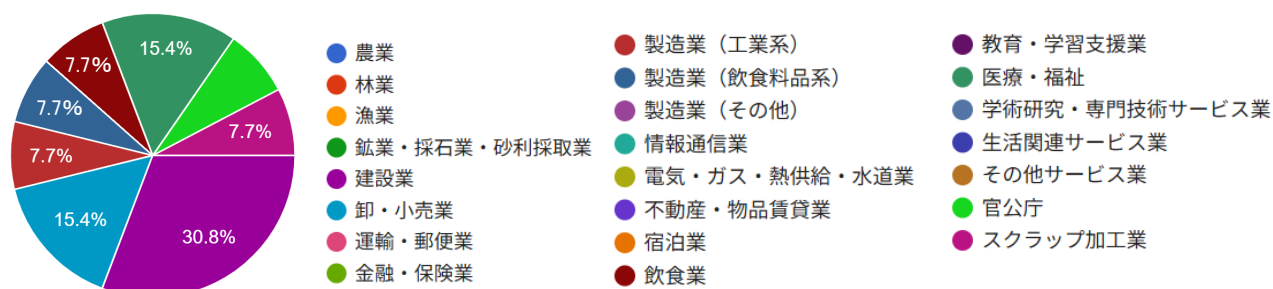 15.4%
7.7%
7.7%
7.7%
7.7%
15.4%
30.8%
農業
林業
漁業
鉱業・採石業・砂利採取業
建設業
卸・小売業
運輸・郵便業
金融・保険業
製造業（工業系）
製造業（飲食料品系）
製造業（その他）
情報通信業
電気・ガス・熱供給・水道業
不動産・物品賃貸業
宿泊業
飲食業
教育・学習支援業
医療・福祉
学術研究・専門技術サービス業
生活関連サービス業
その他サービス業
官公庁
スクラップ加工業